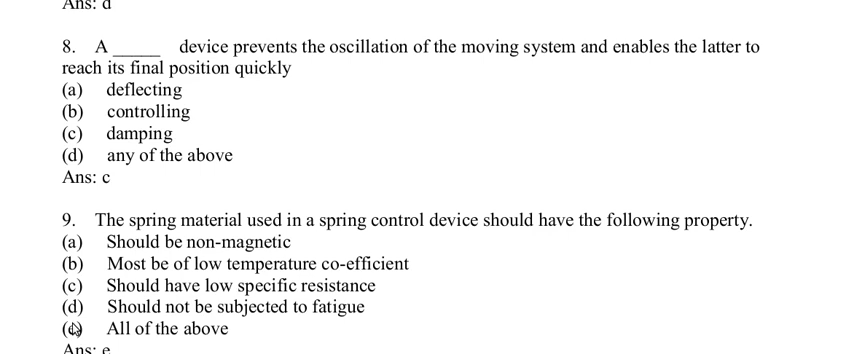 Ans: d
8. A _____ device prevents the oscillation of the moving system and enables the latter to
reach its final position quickly
(a) deflecting
(b) controlling
(c) damping
(d) any of the above
Ans: c
9. The spring material used in a spring control device should have the following property.
(a) Should be non-magnetic
(b) Most be of low temperature co-efficient
(c) Should have low specific resistance
(d) Should not be subjected to fatigue
All of the above
Ans: e